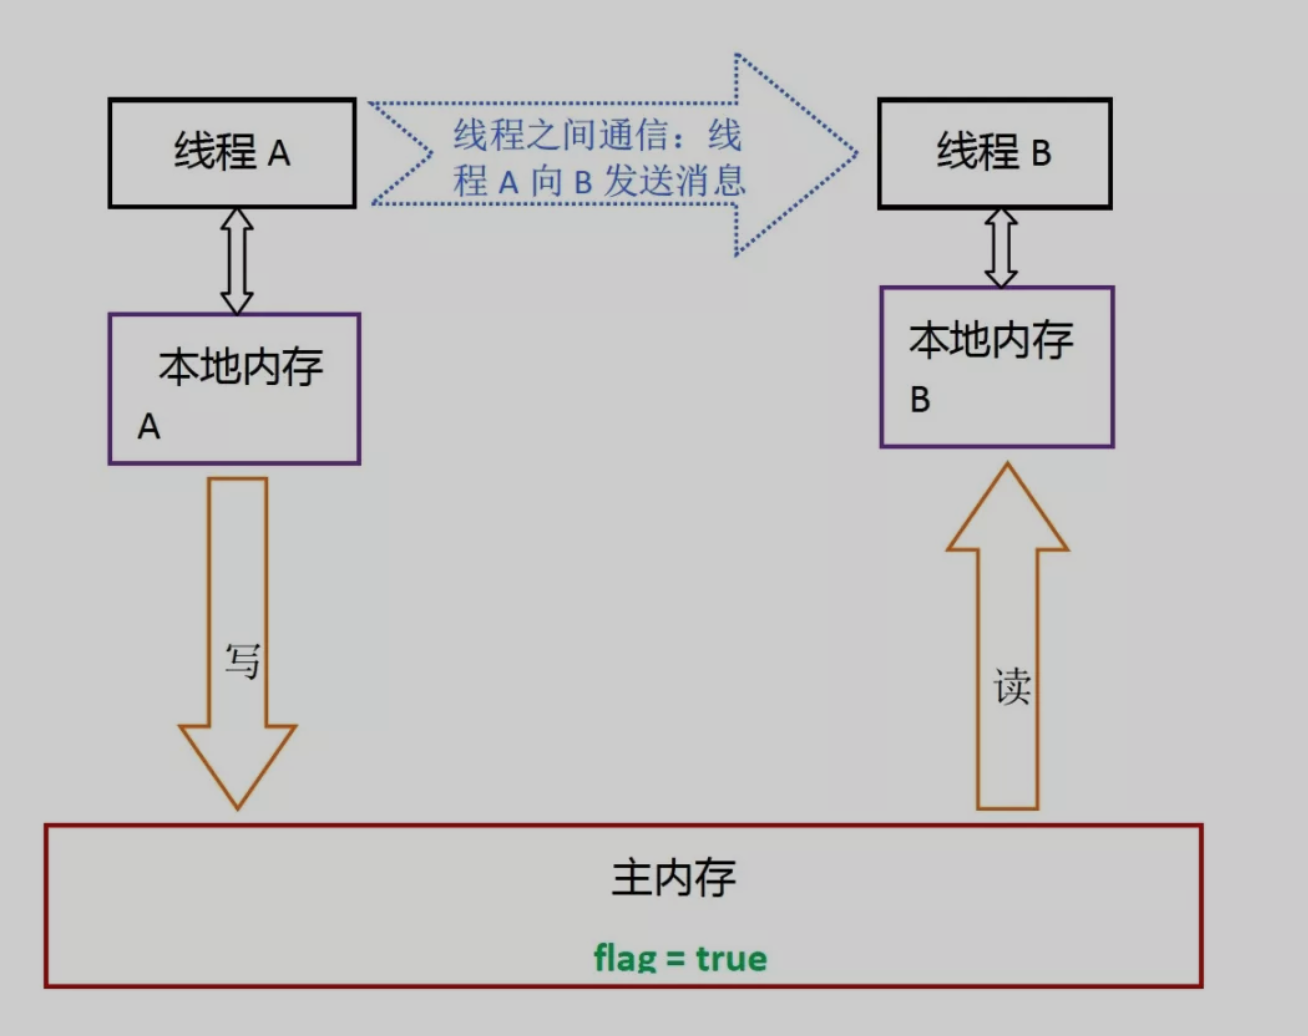 线程 A
线程之间通信：线
程 A 向 B 发送消息
线程 B
本地内存
A
本地内存
B
写
读
主内存
flag = true